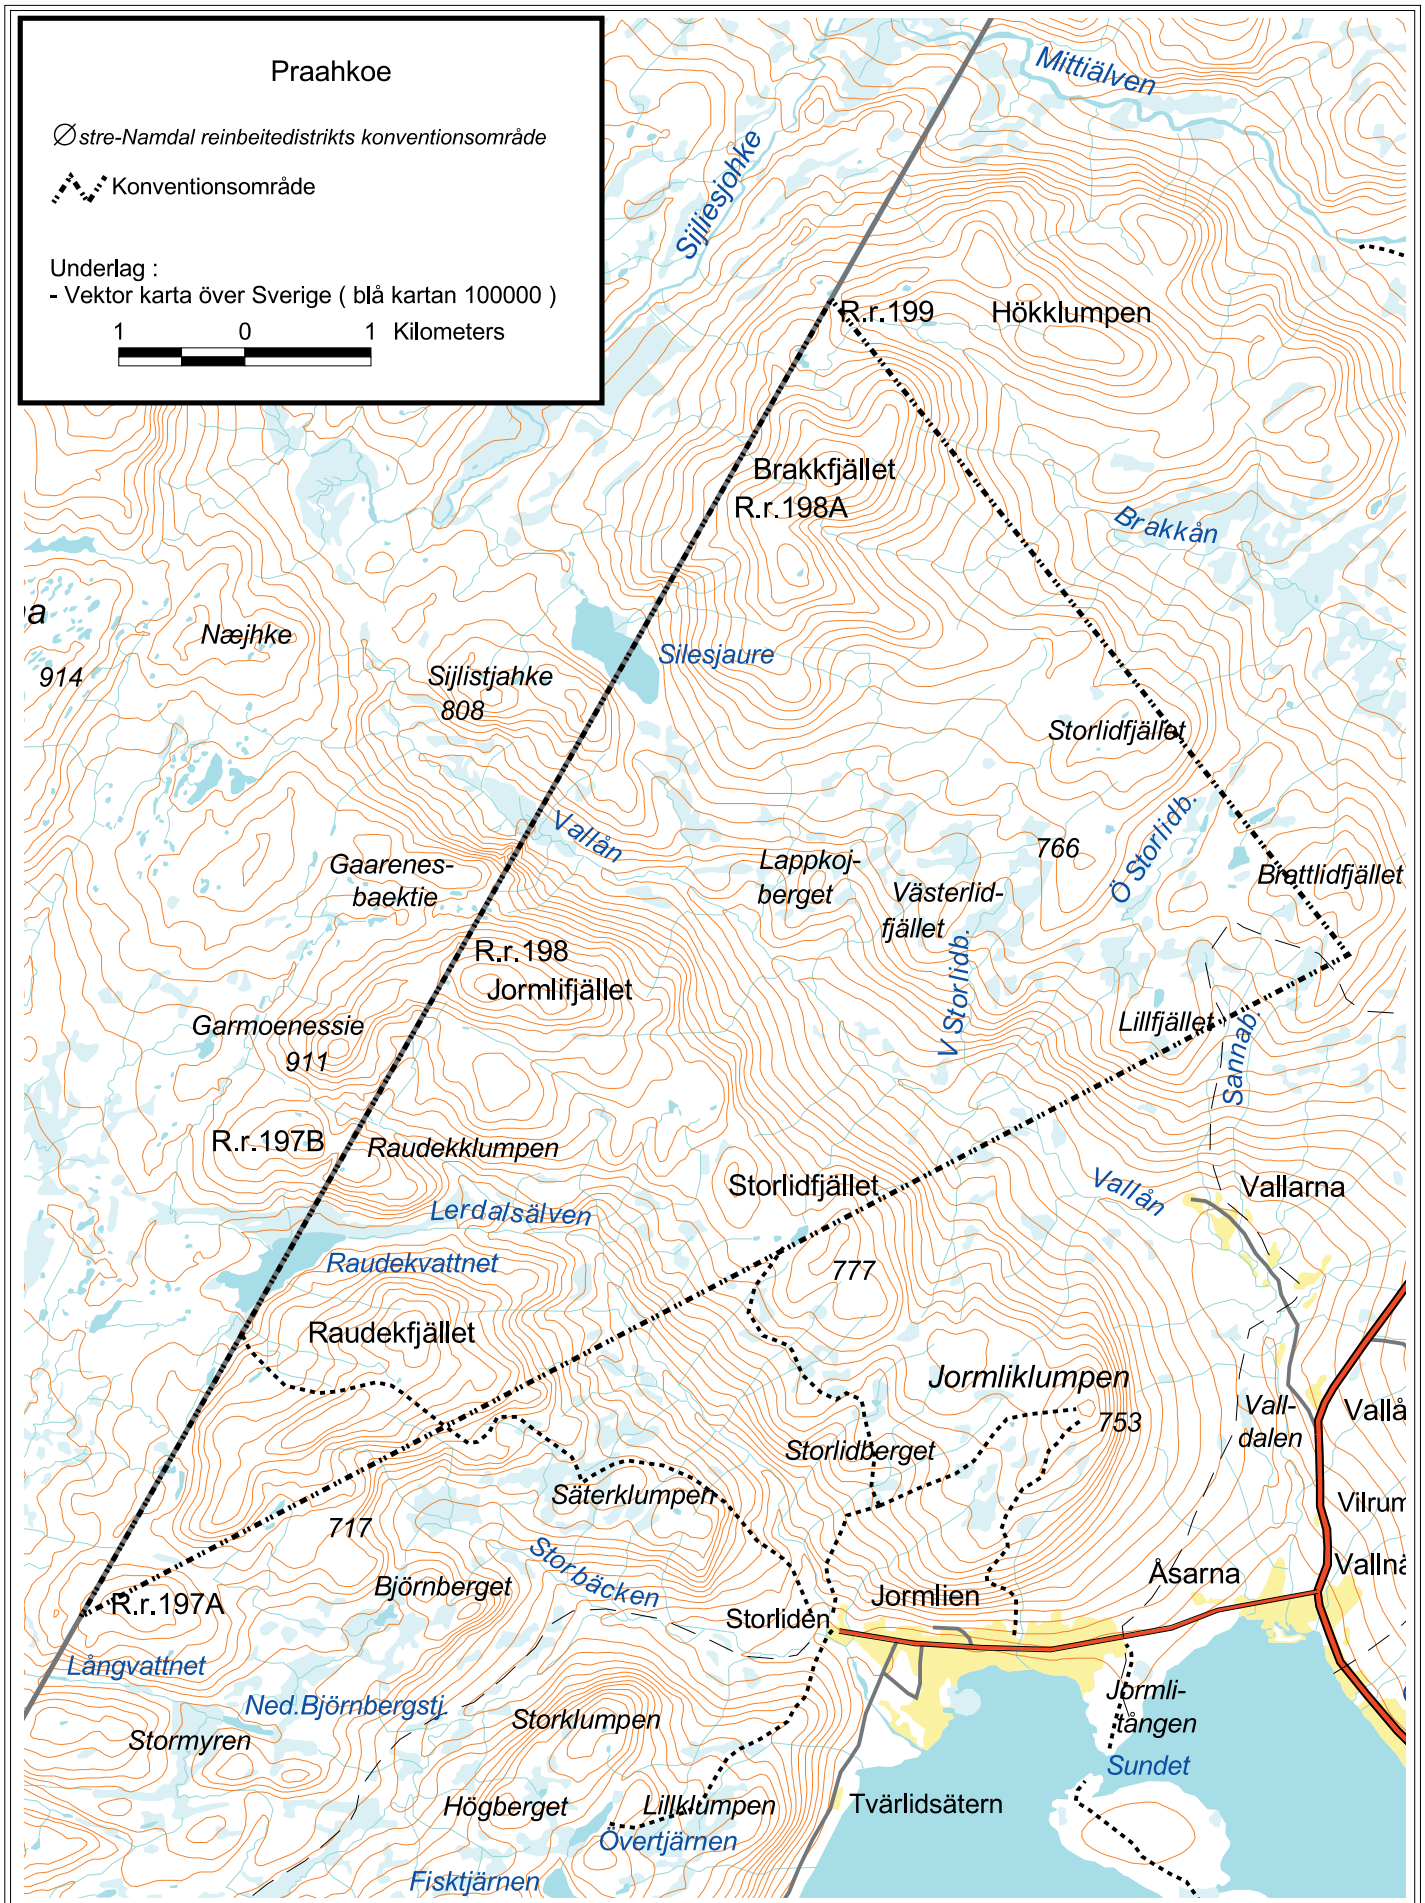 Praahkoe
Østre-Namdal reinbeitedistrikts konventionsområde
Konventionsområde
Underlag :
- Vektor karta över Sverige ( blå kartan 100000 )
1 0 1 Kilometers
Mittiälven
Sijliesjohke
R.r.199
Hökklumpen
Brakkfjället
R.r.198A
Brakkån
914
Næjhke
Silesjaure
Sijlistjahke
808
Storlidfjället
Vallån
Ö Storlidb.
766
Gaarenes-
baektie
Lappkoj-
berget
Västerlid-
fjället
Brattlidfjället
V Storlidb.
R.r.198
Jormlifjället
Garmoenessie
911
Lillfjället
Sannab.
R.r.197B
Raudekklumpen
Storlidfjället
Vallån
Vallarna
Lerdalsälven
Raudekvattnet
777
Raudekfjället
Jormliklumpen
753
Vall-
dalen
Vallå
Storlidberget
Säterklumpen
Vilrum
717
Storbäcken
Björnberget
Åsarna
R.r.197A
Storliden
Jormlien
Långvattnet
Ned.Björnbergstj.
Storklumpen
Jormli-
tången
Stormyren
Sundet
Högberget
Lillklumpen
Tvärlidsätern
Övertjärnen
Fisktjärnen